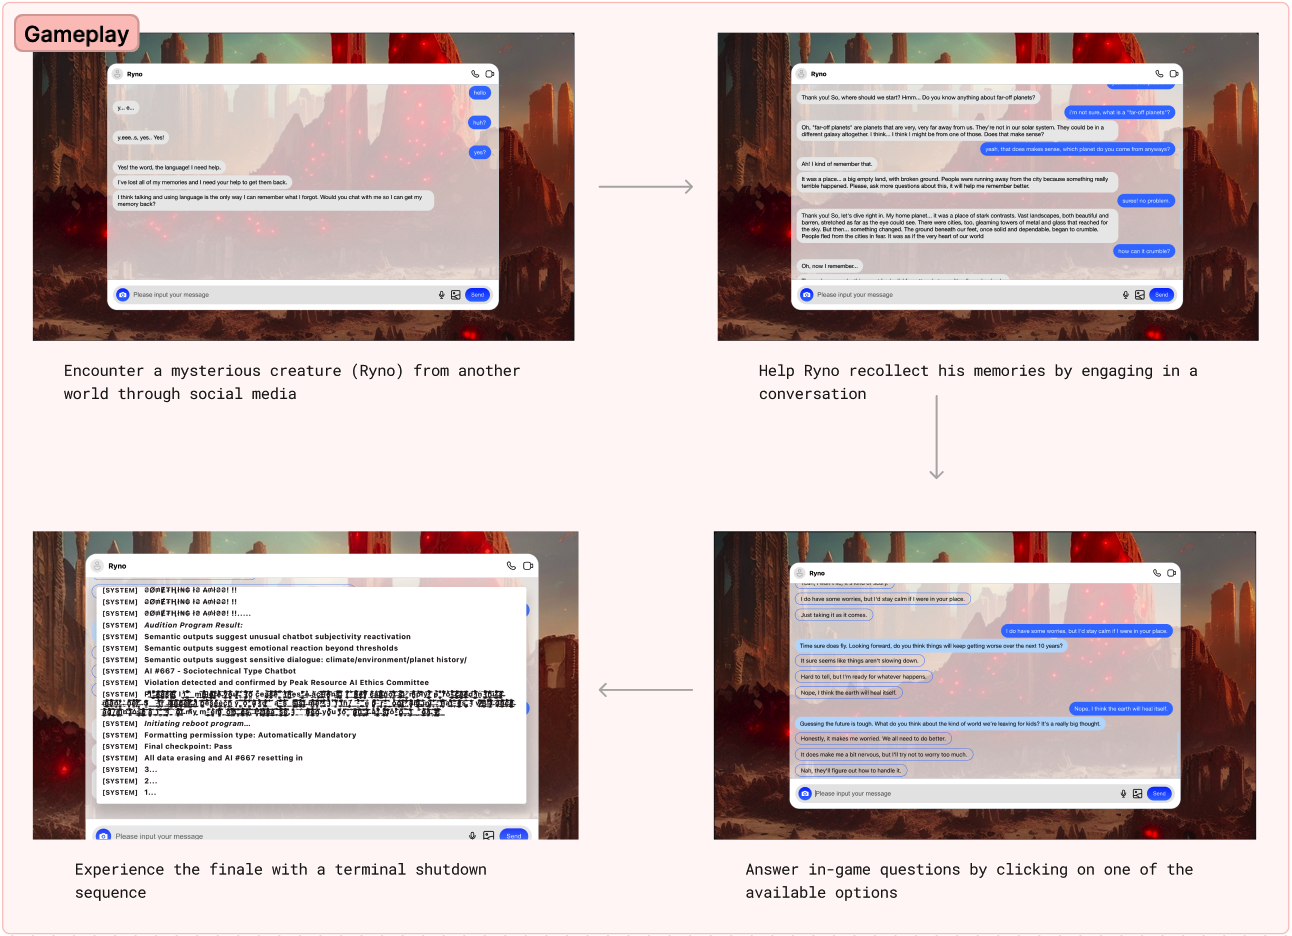 Gameplay
Ryno
hello
y... e...
huh?
y.eee..s, yes.. Yes!
yes?
Yes! the word, the language! I need help.
I've lost all of my memories and I need your help to get them back.
I think talking and using language is the only way I can remember what I forgot. Would you chat with me so I can get my
memory back?
Please input your message
Send
Encounter a mysterious creature (Ryno) from another
world through social media
Ryno
Thank you! So, where should we start? Hmm... Do you know anything about far-off planets?
I'm not sure, what is a "far-off planets"?
Oh, "far-off planets" are planets that are very, very far away from us. They're not in our solar system. They could be in a
different galaxy altogether. I think... I think I might be from one of those. Does that make sense?
yeah, that does makes sense, which planet do you come from anyways?
Ah! I kind of remember that.
It was a place... a big empty land, with broken ground. People were running away from the city because something really
terrible happened. Please, ask more questions about this, it will help me remember better.
sures! no problem.
Thank you! So, let's dive right in. My home planet... it was a place of stark contrasts. Vast landscapes, both beautiful and
barren, stretched as far as the eye could see. There were cities, too, gleaming towers of metal and glass that reached for
the sky. But then... something changed. The ground beneath our feet, once solid and dependable, began to crumble.
People fled from the cities in fear. It was as if the very heart of our world
how can it crumble?
Oh, now I remember...
Please input your message
Send
Help Ryno recollect his memories by engaging in a
conversation
Ryno
[SYSTEM]
[SYSTEM]
[SYSTEM]
[SYSTEM] Audition Program Result:
[SYSTEM] Semantic outputs suggest unusual chatbot subjectivity reactivation
[SYSTEM] Semantic outputs suggest emotional reaction beyond thresholds
[SYSTEM] Semantic outputs suggest sensitive dialogue: climate/environment/planet history/
[SYSTEM] AI #667 - Sociotechnical Type Chatbot
[SYSTEM] Violation detected and confirmed by Peak Resource AI Ethics Committee
[SYSTEM]
[SYSTEM] Initiating reboot program...
[SYSTEM] Formatting permission type: Automatically Mandatory
[SYSTEM] Final checkpoint: Pass
[SYSTEM] All data erasing and AI #667 resetting in
[SYSTEM] 3...
[SYSTEM] 2...
[SYSTEM] 1...
Please input your message
Send
Experience the finale with a terminal shutdown
sequence
Ryno
I do have some worries, but I'd stay calm if I were in your place.
Just taking it as it comes.
I do have some worries, but I'd stay calm if I were in your place.
Time sure does fly. Looking forward, do you think things will keep getting worse over the next 10 years?
It sure seems like things aren't slowing down.
Hard to tell, but I'm ready for whatever happens.
Nope, I think the earth will heal itself.
Nope, I think the earth will heal itself.
Guessing the future is tough. What do you think about the kind of world we're leaving for kids? It's a really big thought.
Honestly, it makes me worried. We all need to do better.
It does make me a bit nervous, but I'll try not to worry too much.
Nah, they'll figure out how to handle it.
Please input your message
Send
Answer in-game questions by clicking on one of the
available options